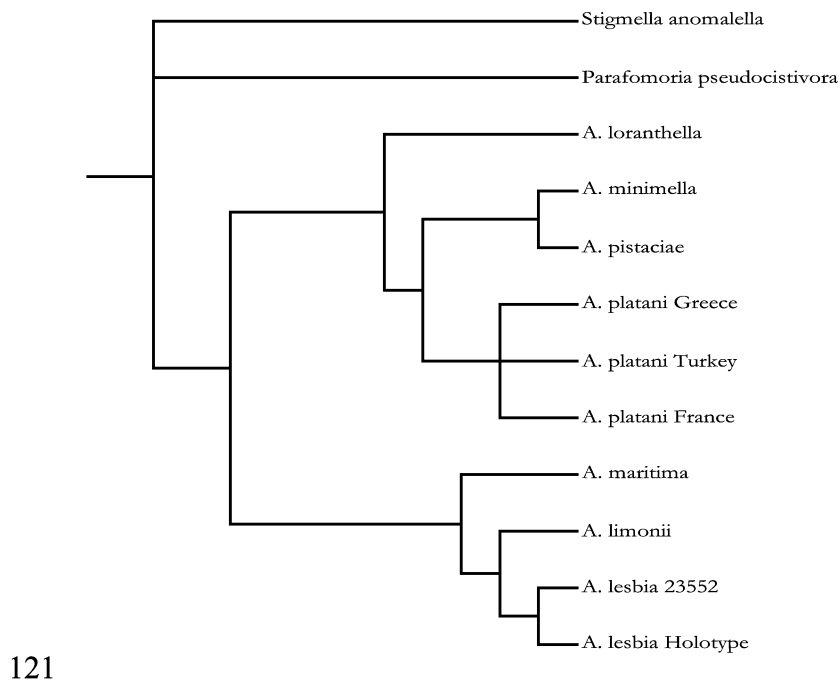 Stigmella anomalella
Parafomoria pseudocistivora
A. loranthella
A. minimella
A. pistaciae
A. platani Greece
A. platani Turkey
A. platani France
A. maritima
A. limonii
A. lesbia 23552
A. lesbia Holotype
121